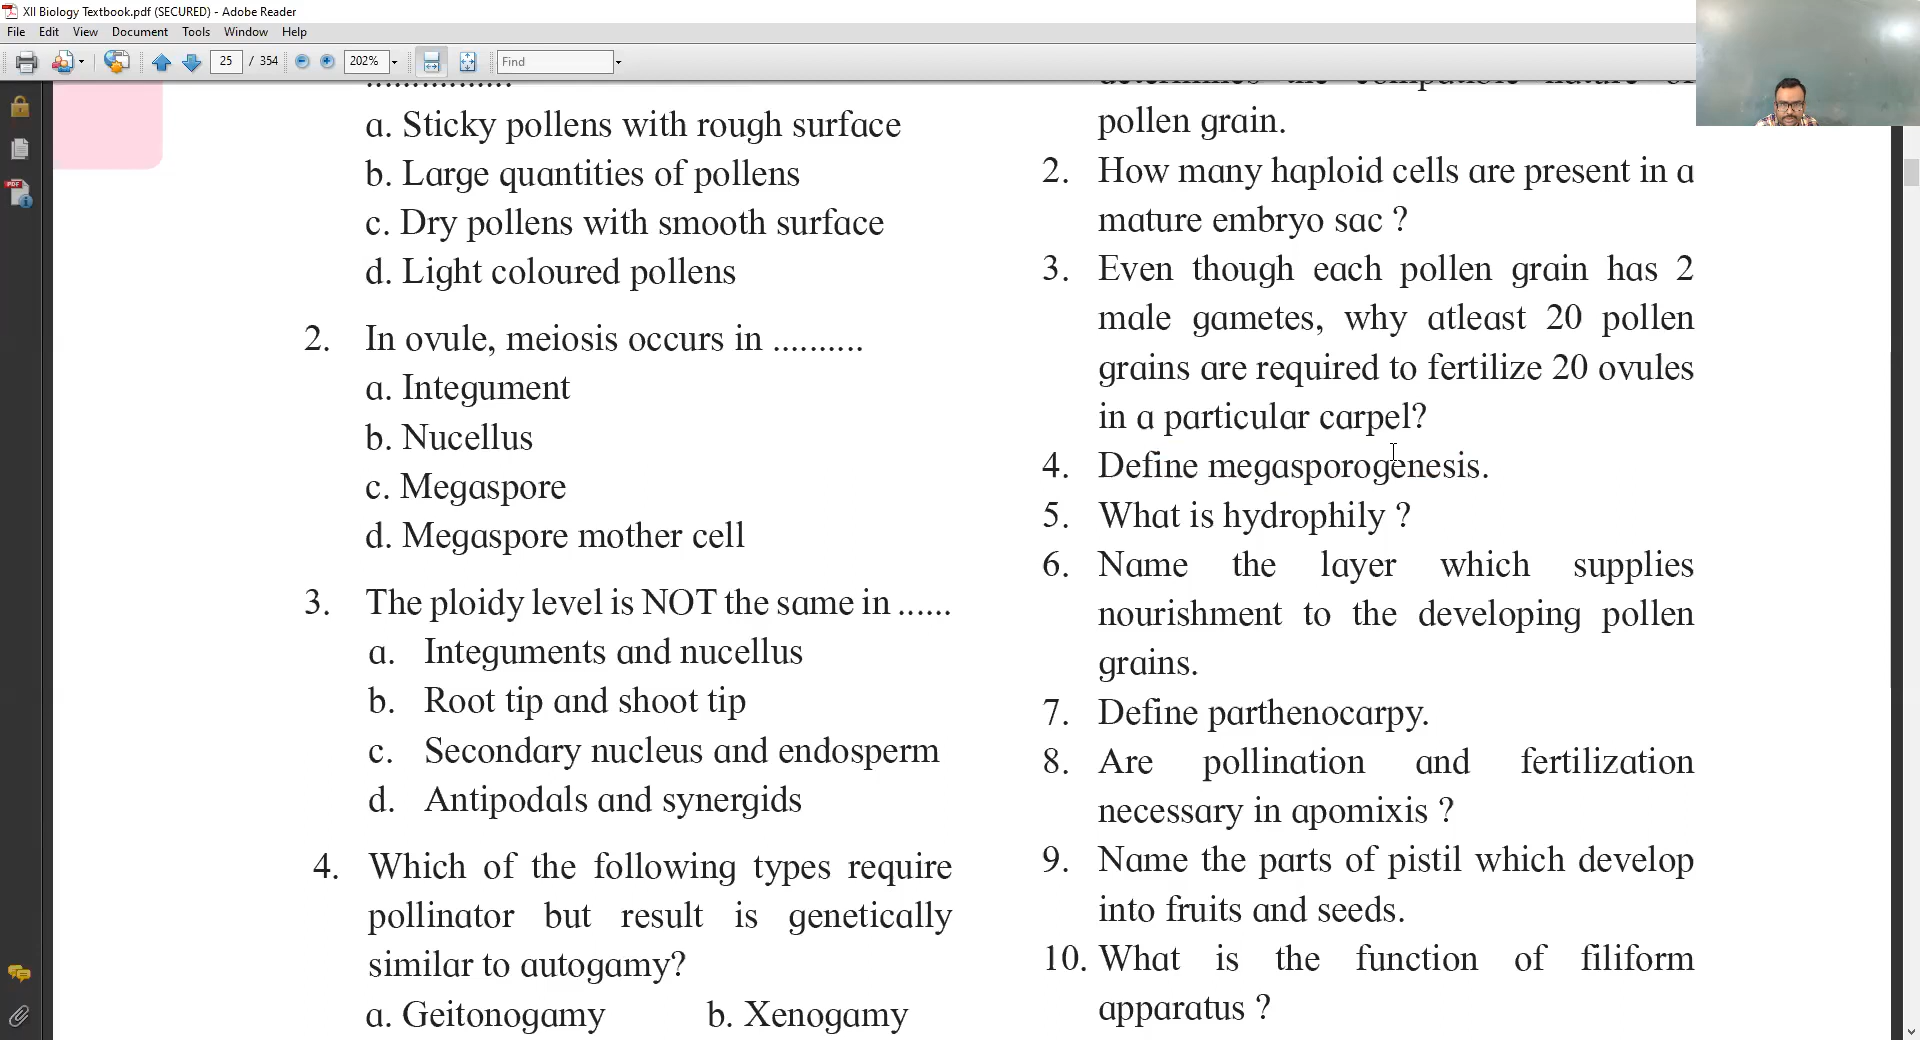 XII Biology Textbook.pdf (SECURED) - Adobe Reader
File Edit View Document Tools Window Help
25 / 354 202% Find
................
a. Sticky pollens with rough surface
b. Large quantities of pollens
c. Dry pollens with smooth surface
d. Light coloured pollens
2. In ovule, meiosis occurs in ..........
a. Integument
b. Nucellus
c. Megaspore
d. Megaspore mother cell
3. The ploidy level is NOT the same in ......
a. Integuments and nucellus
b. Root tip and shoot tip
c. Secondary nucleus and endosperm
d. Antipodals and synergids
4. Which of the following types require
pollinator but result is genetically
similar to autogamy?
a. Geitonogamy b. Xenogamy
determines the compatible nature of
pollen grain.
2. How many haploid cells are present in a
mature embryo sac ?
3. Even though each pollen grain has 2
male gametes, why atleast 20 pollen
grains are required to fertilize 20 ovules
in a particular carpel?
4. Define megasporogenesis.
5. What is hydrophily ?
6. Name the layer which supplies
nourishment to the developing pollen
grains.
7. Define parthenocarpy.
8. Are pollination and fertilization
necessary in apomixis ?
9. Name the parts of pistil which develop
into fruits and seeds.
10. What is the function of filiform
apparatus ?